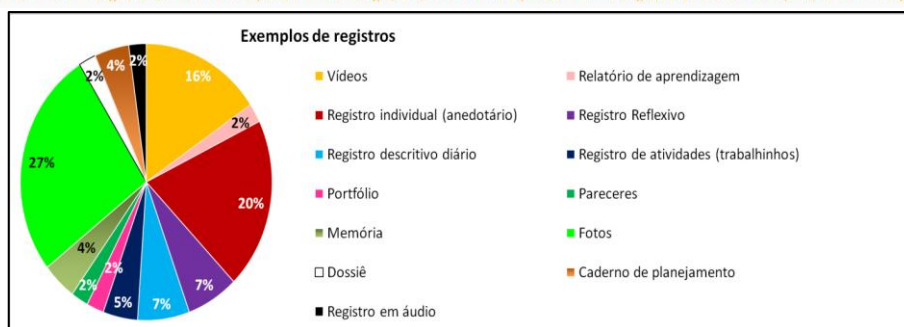 Exemplos de registros
Vídeos
Relatório de aprendizagem
Registro individual (anedotário)
Registro Reflexivo
Registro descritivo diário
Registro de atividades (trabalhinhos)
Portfólio
Pareceres
Memória
Fotos
Dossiê
Caderno de planejamento
Registro em áudio
16%
2%
20%
7%
7%
5%
2%
2%
4%
27%
2%
4%
2%